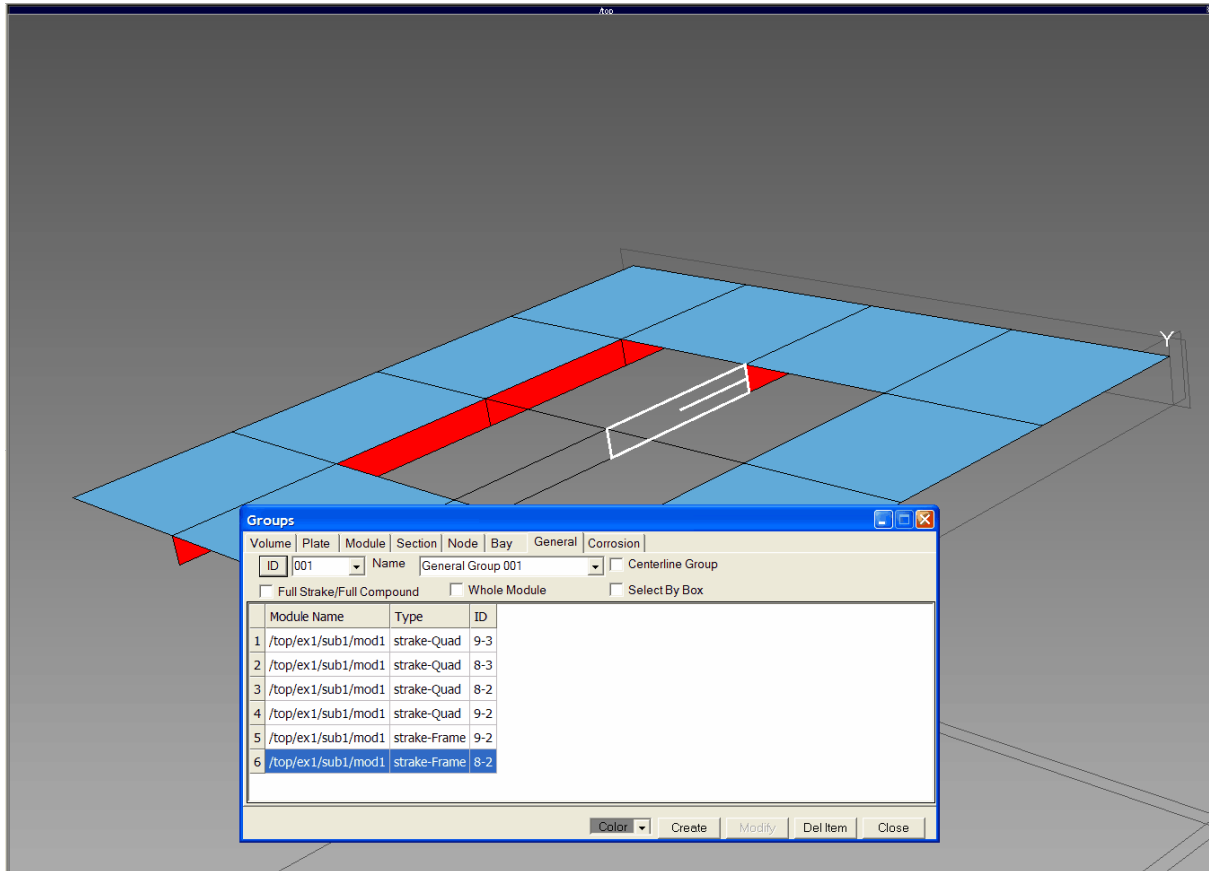 /top
Y
Groups
Volume Plate Module Section Node Bay General Corrosion
ID 001 Name General Group 001 Centerline Group
Full Strake/Full Compound Whole Module Select By Box
Module Name Type ID
1 /top/ex1/sub1/mod1 strake-Quad 9-3
2 /top/ex1/sub1/mod1 strake-Quad 8-3
3 /top/ex1/sub1/mod1 strake-Quad 8-2
4 /top/ex1/sub1/mod1 strake-Quad 9-2
5 /top/ex1/sub1/mod1 strake-Frame 9-2
6 /top/ex1/sub1/mod1 strake-Frame 8-2
Color Create Modify Del Item Close